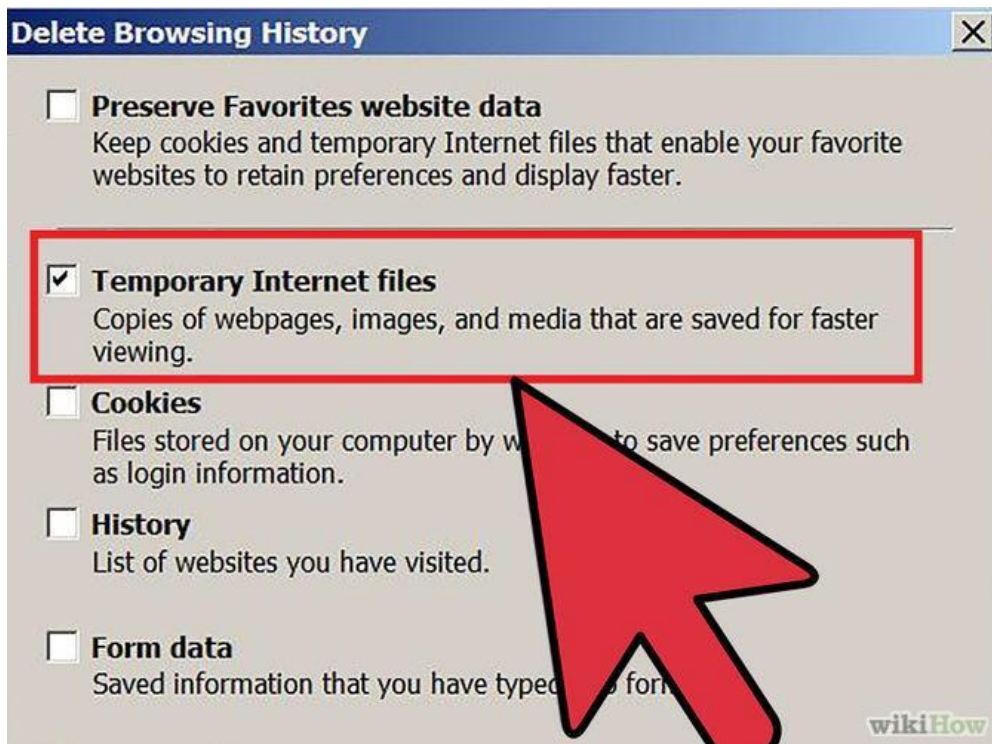 Delete Browsing History
Preserve Favorites website data
Keep cookies and temporary Internet files that enable your favorite
websites to retain preferences and display faster.
Temporary Internet files
Copies of webpages, images, and media that are saved for faster
viewing.
Cookies
Files stored on your computer by to save preferences such
as login information.
History
List of websites you have visited.
Form data
Saved information that you have typed
wikiHow